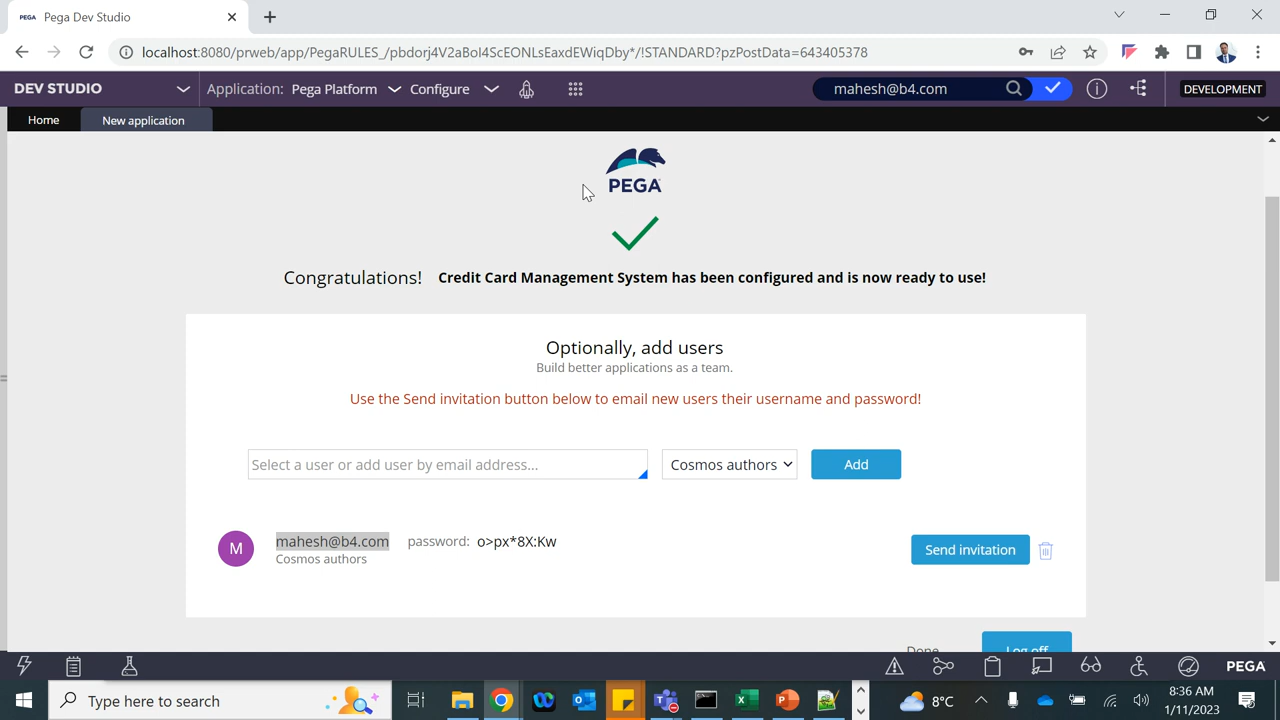 PEGA Pega Dev Studio
localhost:8080/prweb/app/PegaRULES_/pbdorj4V2aBoI4ScEONLsEaxdEWiqDby*/!STANDARD?pzPostData=643405378
DEV STUDIO Application: Pega Platform Configure mahesh@b4.com DEVELOPMENT
Home New application
PEGA
Congratulations! Credit Card Management System has been configured and is now ready to use!
Optionally, add users
Build better applications as a team.
Use the Send invitation button below to email new users their username and password!
Select a user or add user by email address... Cosmos authors Add
M mahesh@b4.com password: o>px*8X:Kw Send invitation
Cosmos authors
Done Log off
PEGA
Type here to search 8°C 8:36 AM
1/11/2023